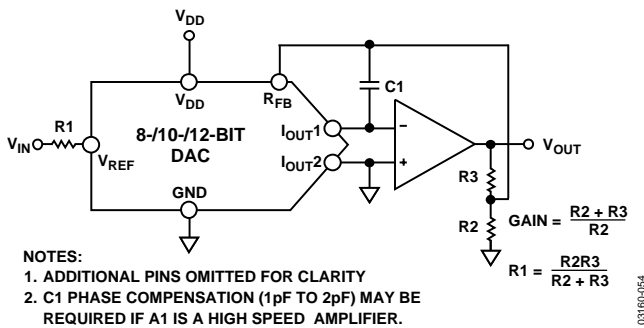 VDD
VDD
RFB
C1
R1
VIN
VREF
8-/10-/12-BIT
DAC
IOUT1
IOUT2
GND
–
+
VOUT
R3
R2
GAIN = R2 + R3
R2
R1 = R2R3
R2 + R3
NOTES:
1. ADDITIONAL PINS OMITTED FOR CLARITY
2. C1 PHASE COMPENSATION (1pF TO 2pF) MAY BE
REQUIRED IF A1 IS A HIGH SPEED AMPLIFIER.
03160-054